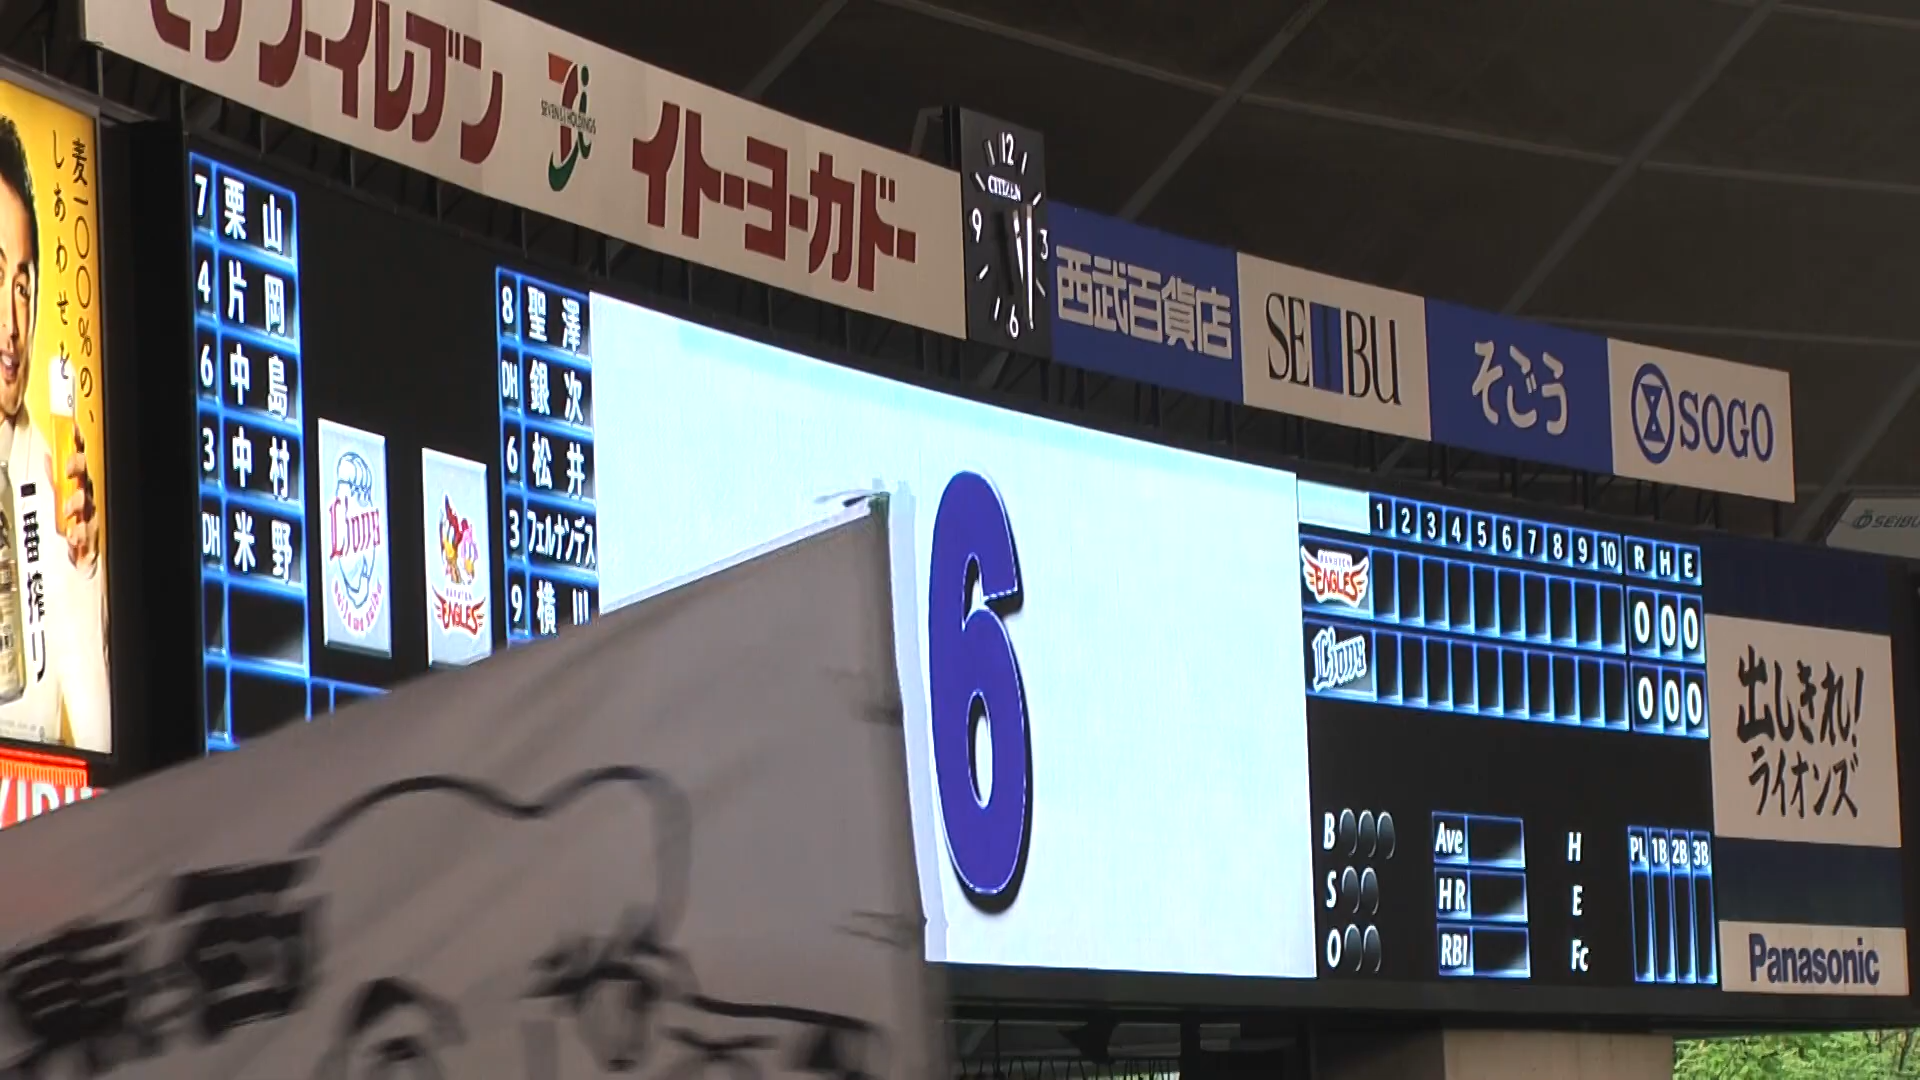 セブン-イレブン
SEVEN & i HOLDINGS
イトーヨーカドー
12
CITIZEN
9
3
6
西武百貨店
SEIBU
そごう
SOGO
SEIBU
麦一〇〇%の、
しあわせを
一番搾り
7 栗山
4 片岡
6 中島
3 中村
DH 米野
Lions
EAGLES
8 聖澤
DH 銀次
6 松井
3 フェルナンデス
9 横川
6
1 2 3 4 5 6 7 8 9 10 R H E
EAGLES 0 0 0
Lions 0 0 0
B
S
O
Ave
HR
RBI
H
E
Fc
PL 1B 2B 3B
出しきれ!
ライオンズ
Panasonic